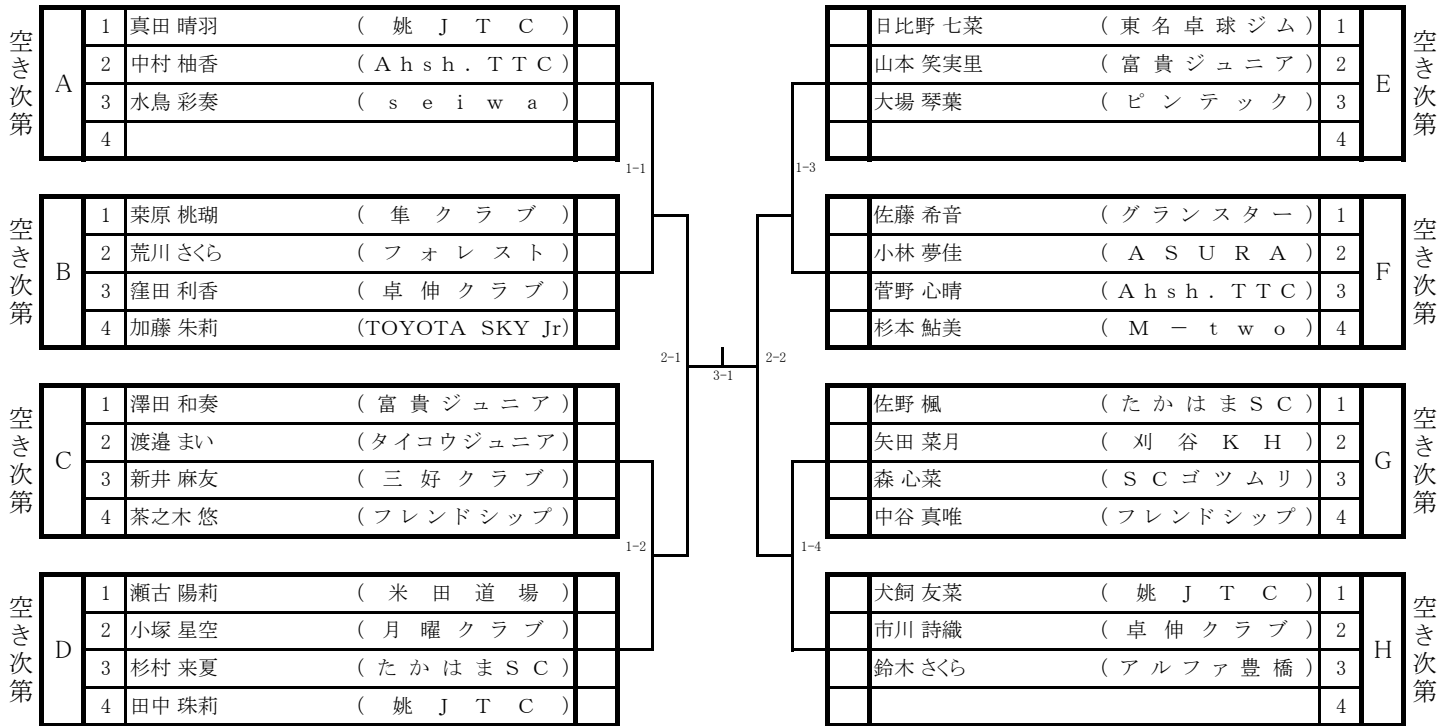 空き次第
A
1 真田 晴羽 ( 姚 J T C )
2 中村 柚香 (Ahsh.TTC)
3 水鳥 彩奏 ( s e i w a )
4
1-1
空き次第
B
1 栞原 桃瑚 ( 隼 ク ラ ブ )
2 荒川 さくら ( フ ォ レ ス ト )
3 窪田 利香 ( 卓 伸 ク ラ ブ )
4 加藤 朱莉 (TOYOTA SKY Jr)
2-1
空き次第
C
1 澤田 和奏 ( 富 貴 ジ ュ ニ ア )
2 渡邉 まい (タイコウジュニア)
3 新井 麻友 ( 三 好 ク ラ ブ )
4 茶之木 悠 (フレンドシップ)
1-2
空き次第
D
1 瀬古 陽莉 ( 米 田 道 場 )
2 小塚 星空 ( 月 曜 ク ラ ブ )
3 杉村 来夏 ( た か は ま S C )
4 田中 珠莉 ( 姚 J T C )
3-1
日比野 七菜 ( 東 名 卓 球 ジ ム ) 1
山本 笑実里 ( 富 貴 ジ ュ ニ ア ) 2
大場 琴葉 ( ピ ン テ ッ ク ) 3
4
E
空き次第
1-3
佐藤 希音 ( グ ラ ン ス タ ー ) 1
小林 夢佳 ( A S U R A ) 2
菅野 心晴 (Ahsh.TTC) 3
杉本 鮎美 ( M − t w o ) 4
F
空き次第
2-2
佐野 楓 ( た か は ま S C ) 1
矢田 菜月 ( 刈 谷 K H ) 2
森 心菜 ( S C ゴ ツ ム リ ) 3
中谷 真唯 (フレンドシップ) 4
G
空き次第
1-4
犬飼 友菜 ( 姚 J T C ) 1
市川 詩織 ( 卓 伸 ク ラ ブ ) 2
鈴木 さくら ( ア ル フ ァ 豊 橋 ) 3
4
H
空き次第